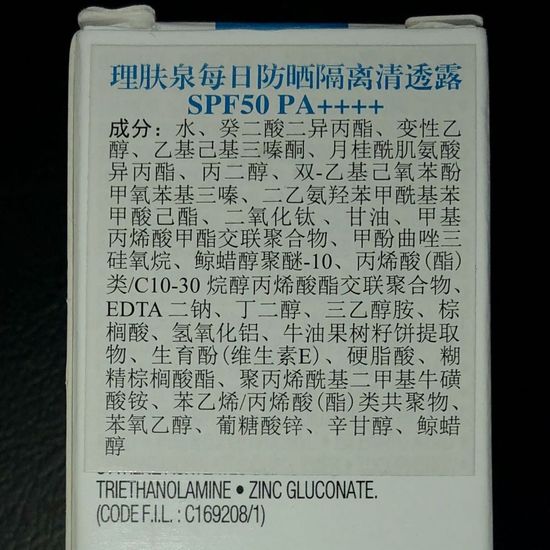 理肤泉每日防晒隔离清透露
SPF50 PA++++
成分：水、癸二酸二异丙酯、变性乙
醇、乙基己基三嗪酮、月桂酰肌氨酸
异丙酯、丙二醇、双-乙基己氧苯酚
甲氧苯基三嗪、二乙氨羟苯甲酰基苯
甲酸己酯、二氧化钛、甘油、甲基
丙烯酸甲酯交联聚合物、甲酚曲唑三
硅氧烷、鲸蜡醇聚醚-10、丙烯酸(酯)
类/C10-30 烷醇丙烯酸酯交联聚合物、
EDTA 二钠、丁二醇、三乙醇胺、棕
榈酸、氢氧化铝、牛油果树籽饼提取
物、生育酚(维生素E)、硬脂酸、糊
精棕榈酸酯、聚丙烯酰基二甲基牛磺
酸铵、苯乙烯/丙烯酸(酯)类共聚物、
苯氧乙醇、葡糖酸锌、辛甘醇、鲸蜡
醇
TRIETHANOLAMINE • ZINC GLUCONATE.
(CODE F.I.L. : C169208/1)